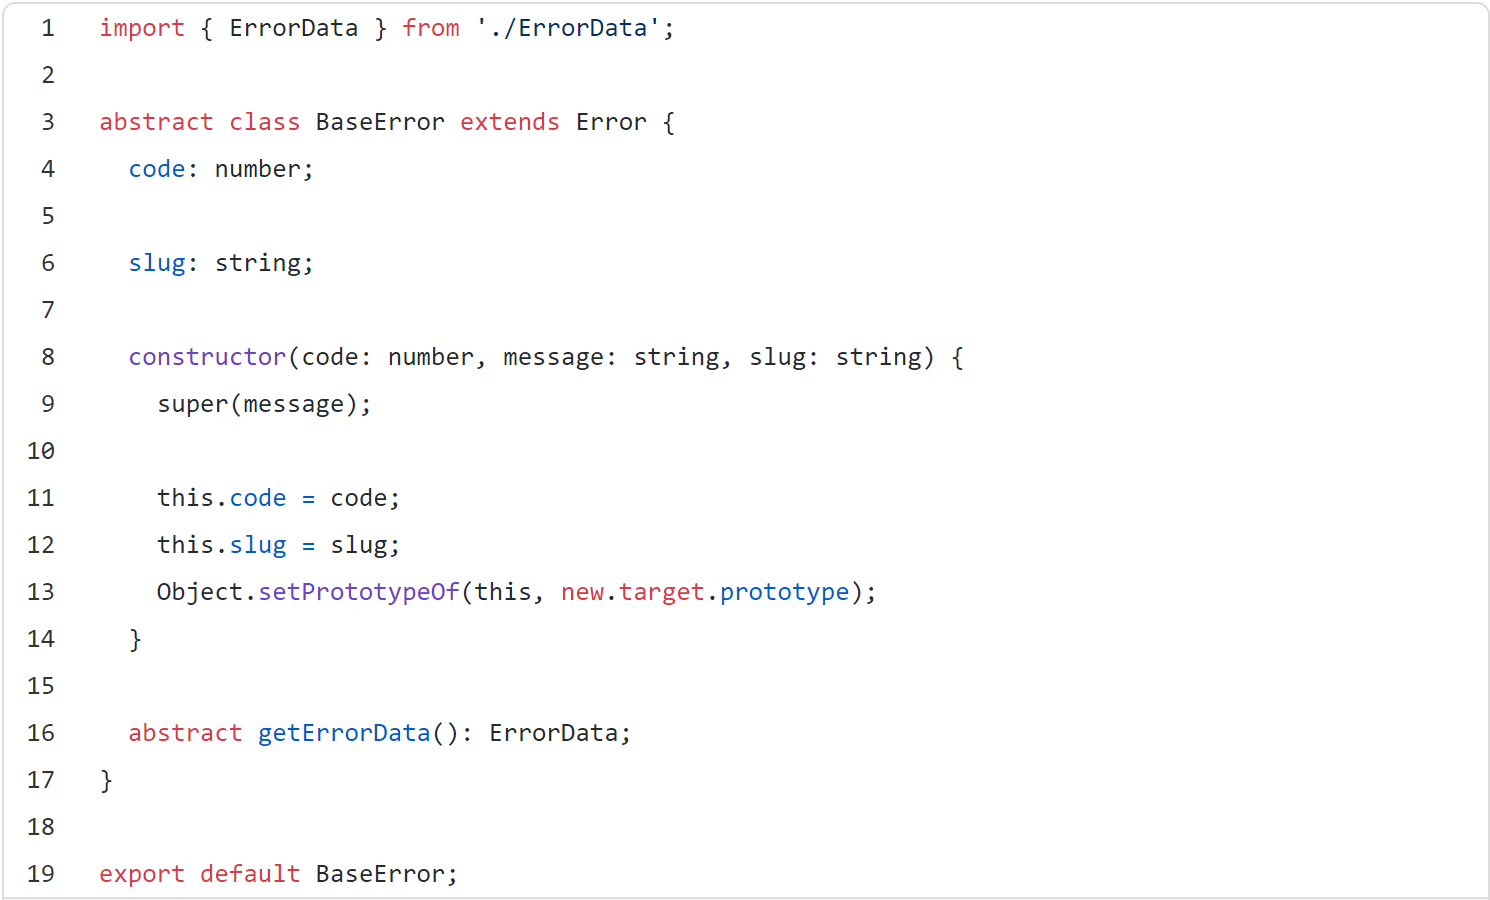 1 import { ErrorData } from './ErrorData';
2
3 abstract class BaseError extends Error {
4   code: number;
5
6   slug: string;
7
8   constructor(code: number, message: string, slug: string) {
9     super(message);
10
11     this.code = code;
12     this.slug = slug;
13     Object.setPrototypeOf(this, new.target.prototype);
14   }
15
16   abstract getErrorData(): ErrorData;
17 }
18
19 export default BaseError;